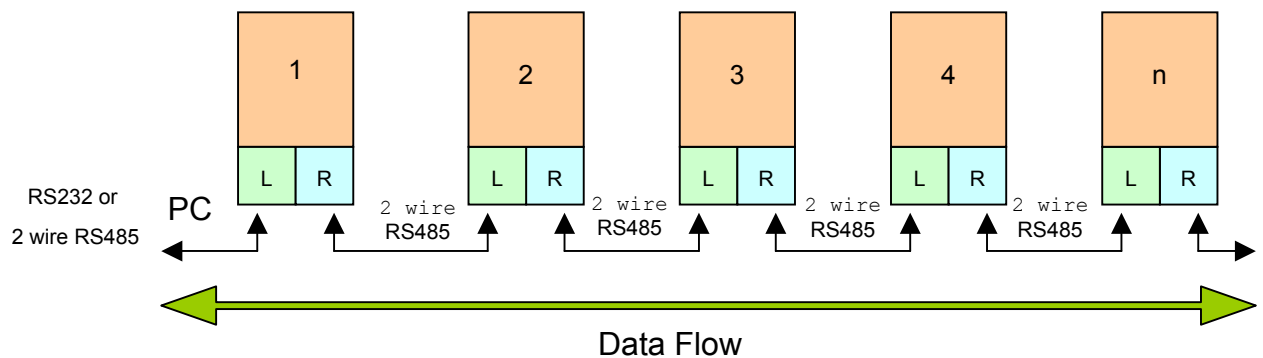 1
2
3
4
n
L R
L R
L R
L R
L R
RS232 or
2 wire RS485
PC
2 wire
RS485
2 wire
RS485
2 wire
RS485
2 wire
RS485
Data Flow